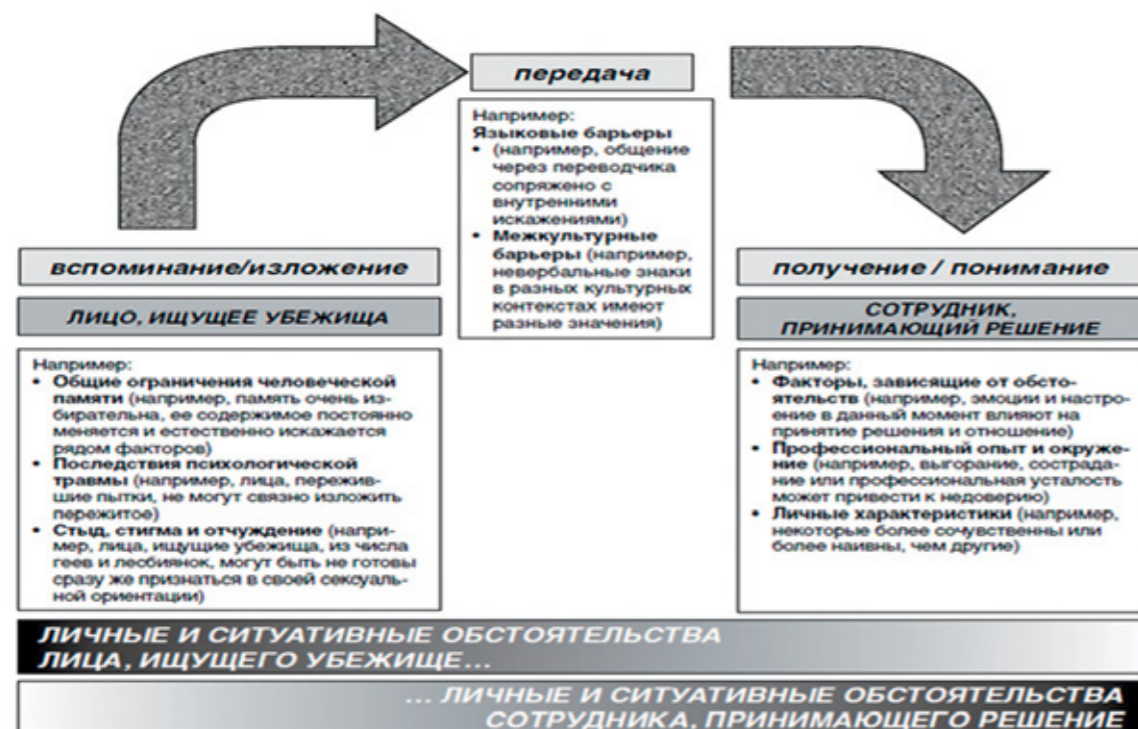 передача
Например:
Языковые барьеры
• (например, общение
через переводчика
сопряжено с
внутренними
искажениями)
• Межкультурные
барьеры (например,
невербальные знаки
в разных культурных
контекстах имеют
разные значения)
вспоминание/изложение
ЛИЦО, ИЩУЩЕЕ УБЕЖИЩА
Например:
• Общие ограничения человеческой
памяти (например, память очень из-
бирательна, ее содержимое постоянно
меняется и естественно искажается
рядом факторов)
• Последствия психологической
травмы (например, лица, пережив-
шие пытки, не могут связно изложить
пережитое)
• Стыд, стигма и отчуждение (напри-
мер, лица, ищущие убежища, из числа
геев и лесбиянок, могут быть не готовы
сразу же признаться в своей сексуаль-
ной ориентации)
получение / понимание
СОТРУДНИК,
ПРИНИМАЮЩИЙ РЕШЕНИЕ
Например:
• Факторы, зависящие от обсто-
ятельств (например, эмоции и настро-
ение в данный момент влияют на
принятие решения и отношение)
• Профессиональный опыт и окруже-
ние (например, выгорание, сострада-
ние или профессиональная усталость
может привести к недоверию)
• Личные характеристики (например,
некоторые более сочувственны или
более наивны, чем другие)
ЛИЧНЫЕ И СИТУАТИВНЫЕ ОБСТОЯТЕЛЬСТВА
ЛИЦА, ИЩУЩЕГО УБЕЖИЩЕ...
... ЛИЧНЫЕ И СИТУАТИВНЫЕ ОБСТОЯТЕЛЬСТВА
СОТРУДНИКА, ПРИНИМАЮЩЕГО РЕШЕНИЕ